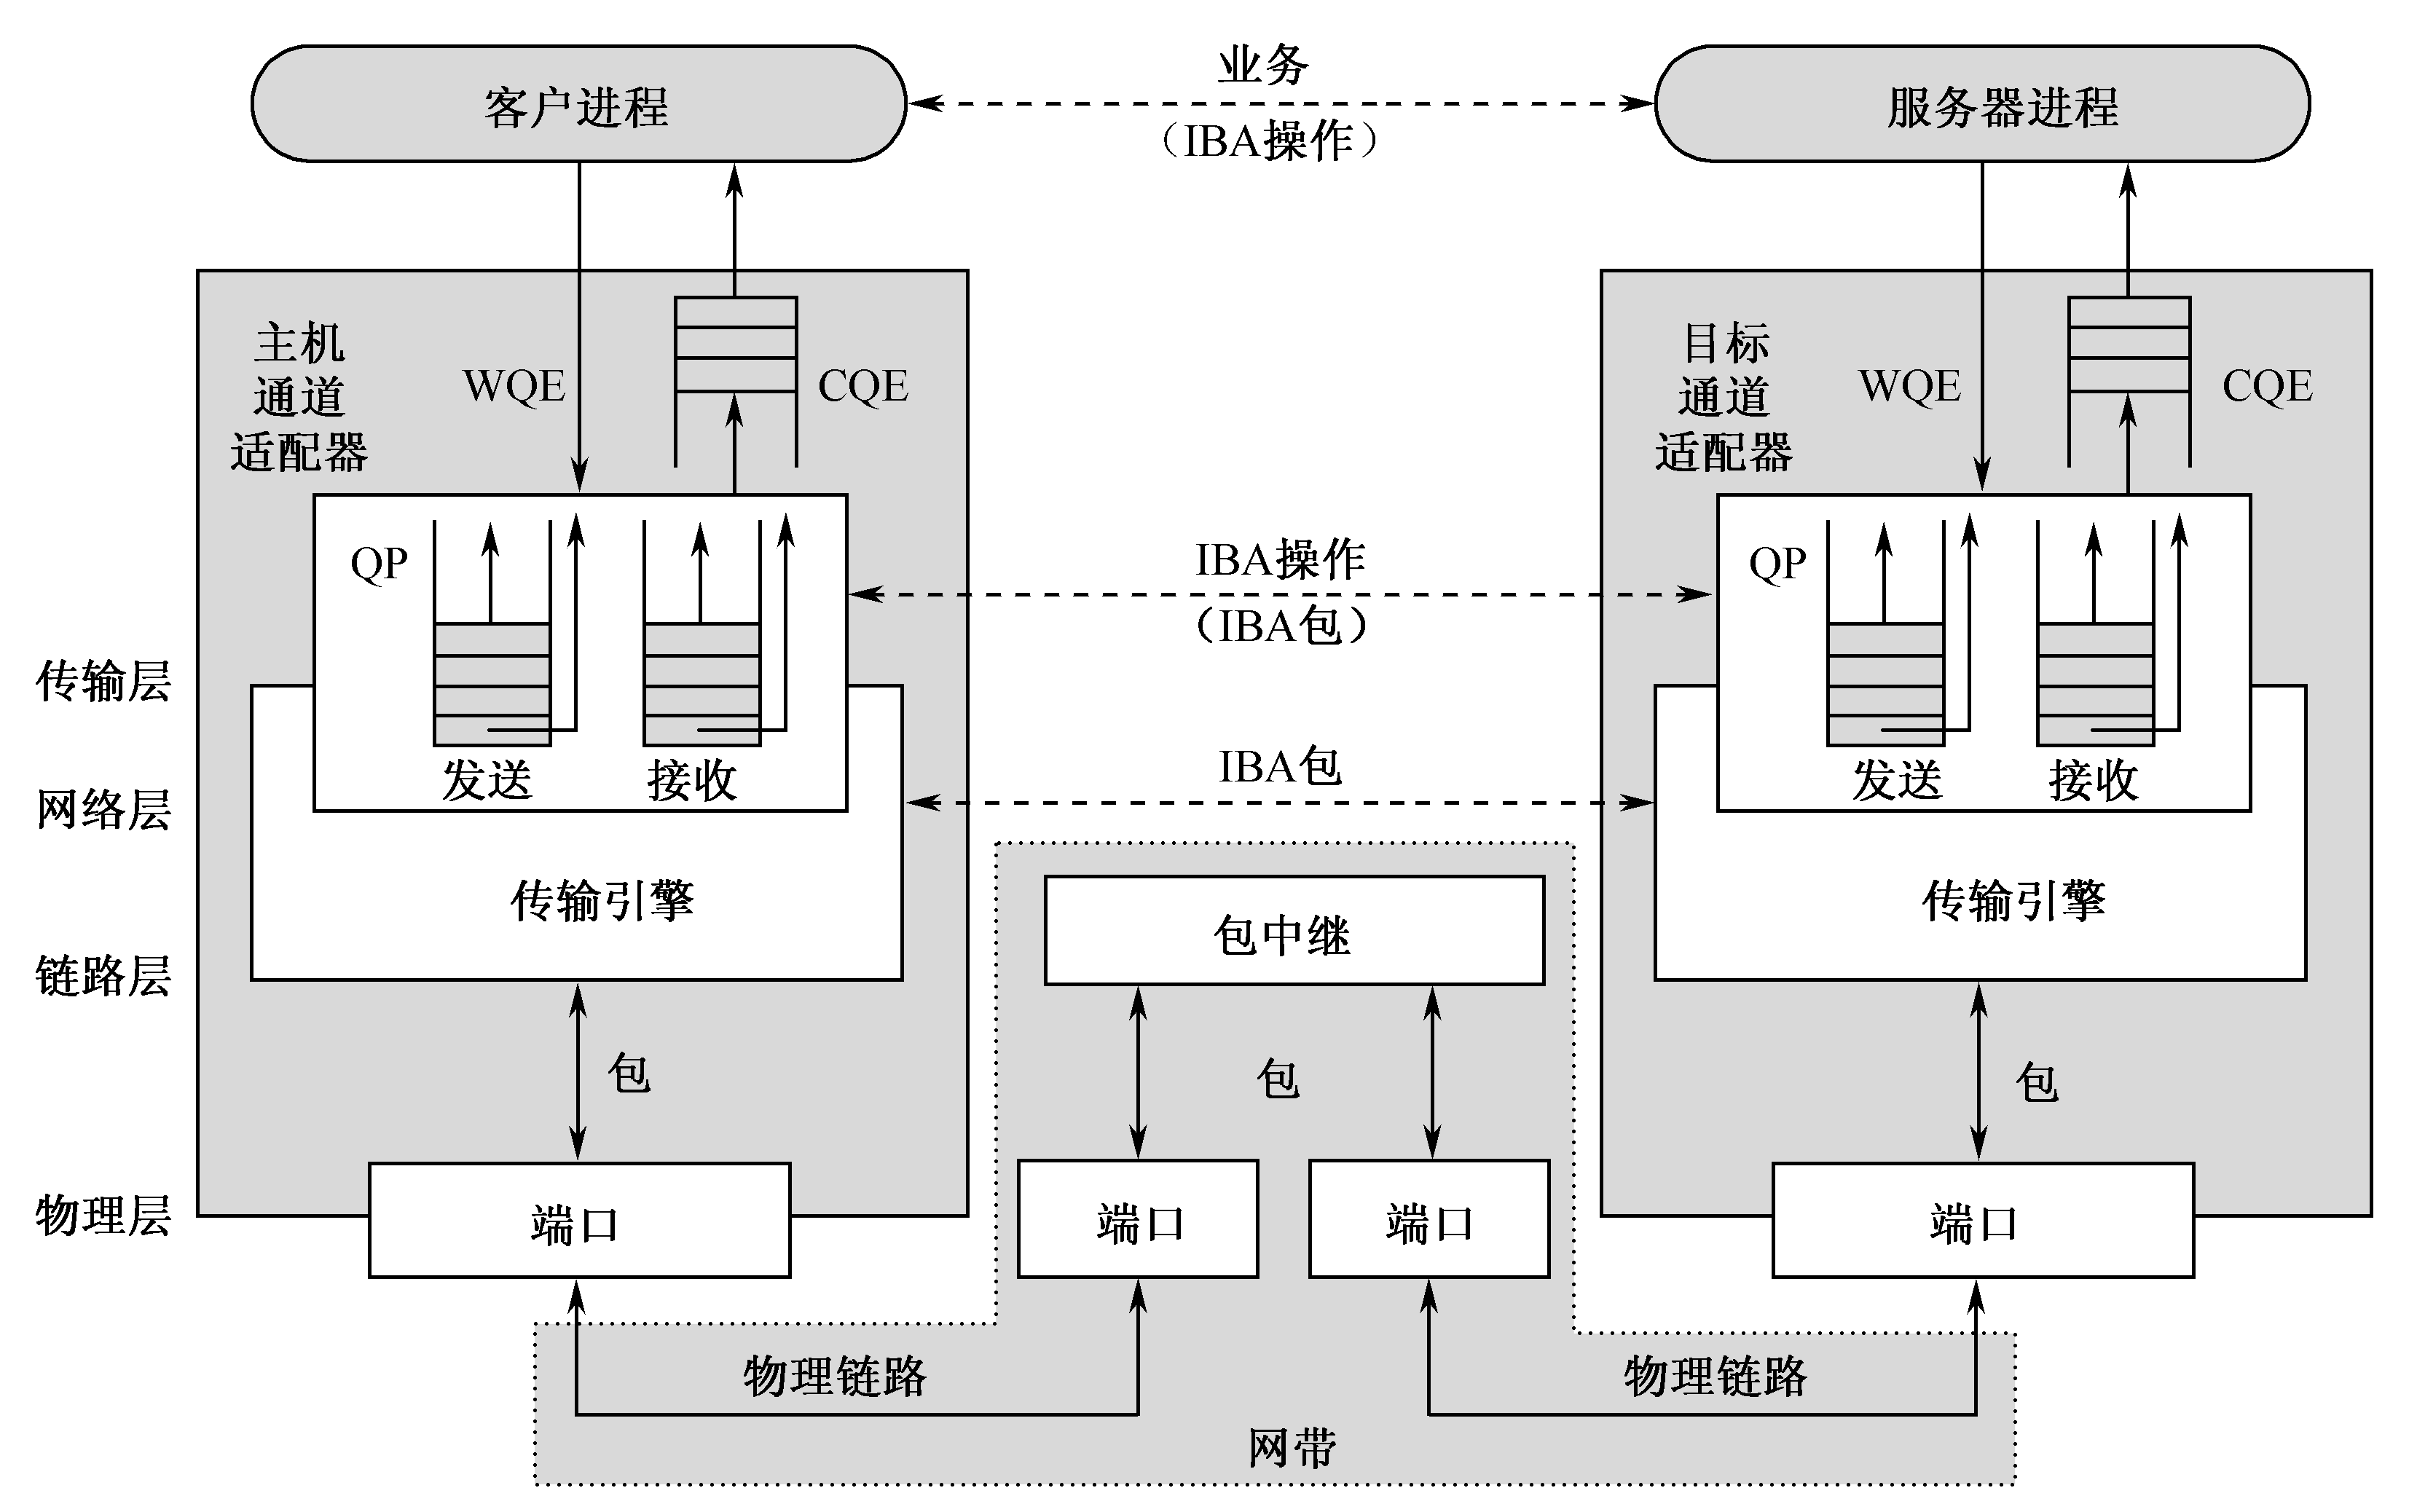 客户进程
业务
（IBA操作）
服务器进程
主机
通道
适配器
WQE
CQE
目标
通道
适配器
WQE
CQE
QP
IBA操作
（IBA包）
QP
传输层
发送
接收
IBA包
发送
接收
网络层
传输引擎
包中继
传输引擎
链路层
包
包
包
物理层
端口
端口
端口
端口
物理链路
物理链路
网带